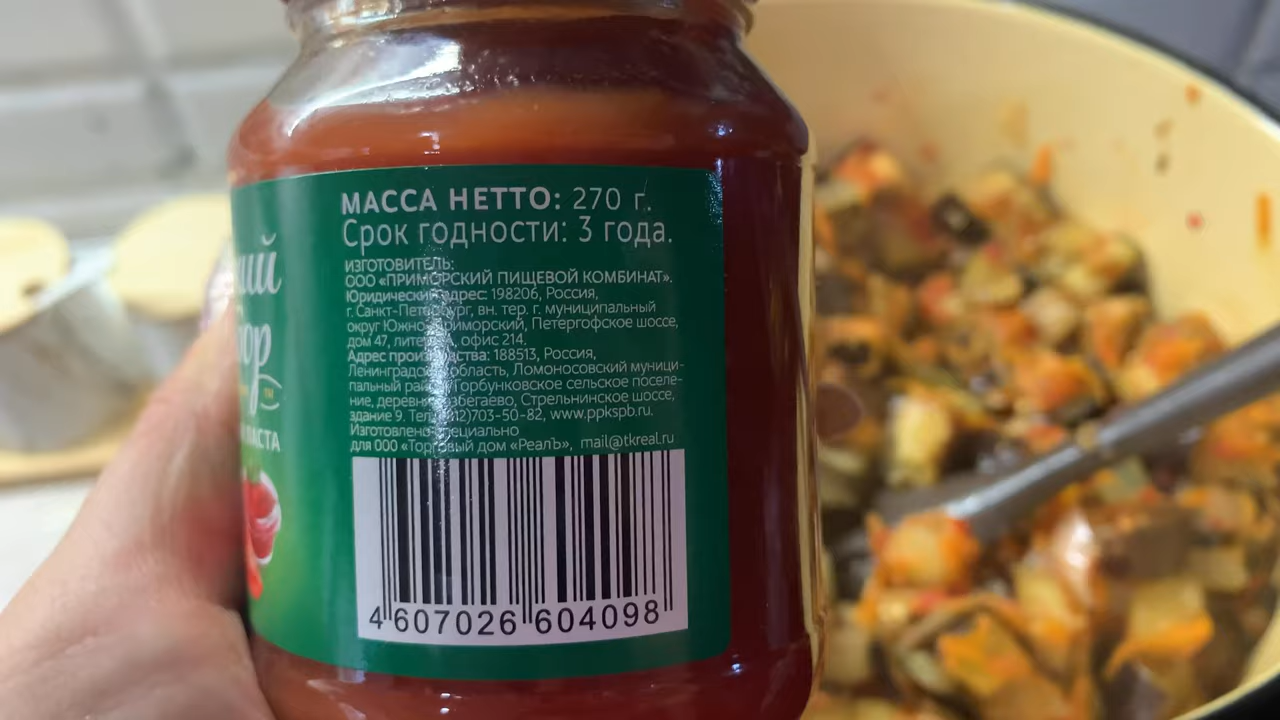 МАССА НЕТТО: 270 г.
Срок годности: 3 года.
ИЗГОТОВИТЕЛЬ:
ООО «ПРИМОРСКИЙ ПИЩЕВОЙ КОМБИНАТ».
Юридический адрес: 198206, Россия,
г. Санкт-Петербург, вн. тер. г. муниципальный
округ Южно-Приморский, Петергофское шоссе,
дом 47, литера, офис 214.
Адрес производства: 188513, Россия,
Ленинградская область, Ломоносовский муници-
пальный район, Горбунковское сельское поселе-
ние, деревня Разбегаево, Стрельнинское шоссе,
здание 9. Тел. 703-50-82, www.ppkspb.ru.
Изготовлено специально
для ООО «Торговый дом «РеалЪ», mail@tkreal.ru
4 607026 604098